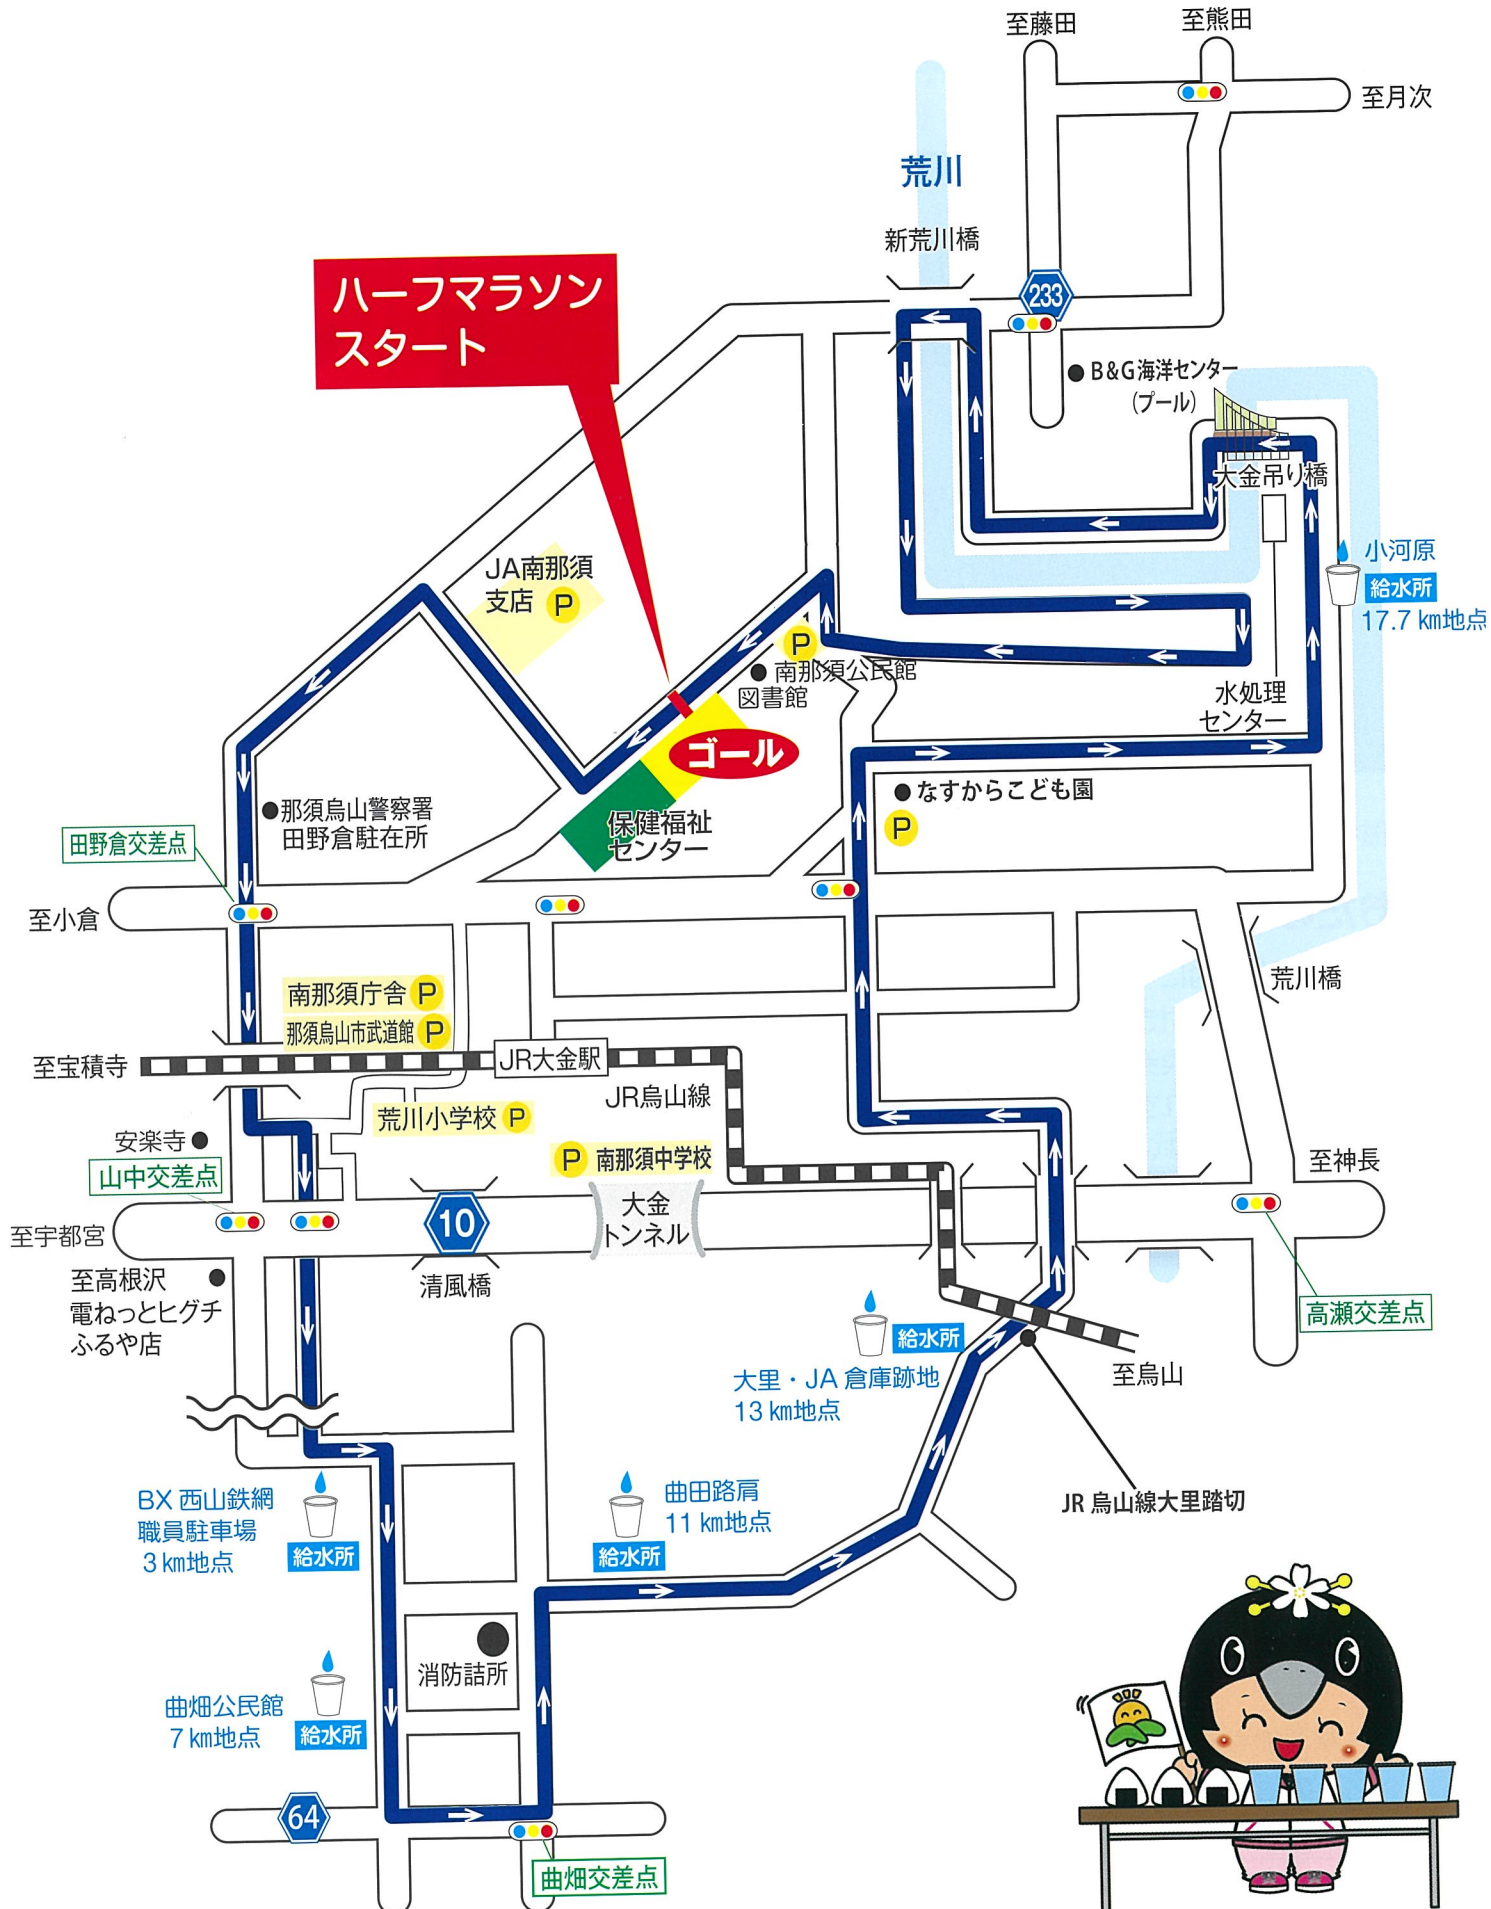 至藤田
至熊田
至月次
荒川
新荒川橋
233
ハーフマラソン
スタート
B&G海洋センター
(プール)
大金吊り橋
小河原
給水所
17.7 km地点
JA南那須
支店 P
P
南那須公民館
図書館
水処理
センター
ゴール
なすからこども園
P
保健福祉
センター
那須烏山警察署
田野倉駐在所
田野倉交差点
至小倉
荒川橋
南那須庁舎 P
那須烏山市武道館 P
至宝積寺
JR大金駅
JR烏山線
荒川小学校 P
安楽寺
P 南那須中学校
山中交差点
至神長
至宇都宮
10
大金
トンネル
清風橋
至高根沢
電ねっとヒグチ
ふるや店
高瀬交差点
給水所
大里・JA 倉庫跡地
13 km地点
至烏山
JR 烏山線大里踏切
BX 西山鉄網
職員駐車場
3 km地点
給水所
曲田路肩
11 km地点
給水所
消防詰所
曲畑公民館
7 km地点
給水所
64
曲畑交差点